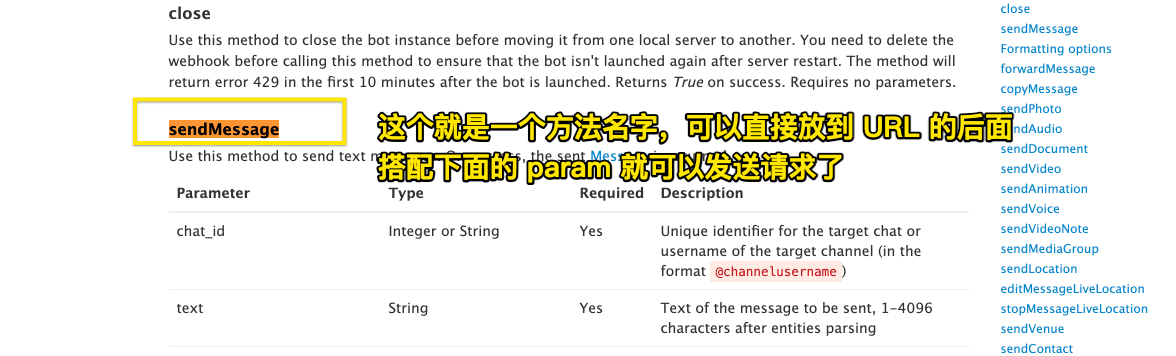 close
Use this method to close the bot instance before moving it from one local server to another. You need to delete the
webhook before calling this method to ensure that the bot isn't launched again after server restart. The method will
return error 429 in the first 10 minutes after the bot is launched. Returns True on success. Requires no parameters.
sendMessage
这个就是一个方法名字，可以直接放到 URL 的后面
搭配下面的 param 就可以发送请求了
Use this method to send text the sent
Parameter Type Required Description
chat_id Integer or String Yes Unique identifier for the target chat or
username of the target channel (in the
format @channelusername)
text String Yes Text of the message to be sent, 1-4096
characters after entities parsing
close
sendMessage
Formatting options
forwardMessage
copyMessage
sendPhoto
sendAudio
sendDocument
sendVideo
sendAnimation
sendVoice
sendVideoNote
sendMediaGroup
sendLocation
editMessageLiveLocation
stopMessageLiveLocation
sendVenue
sendContact